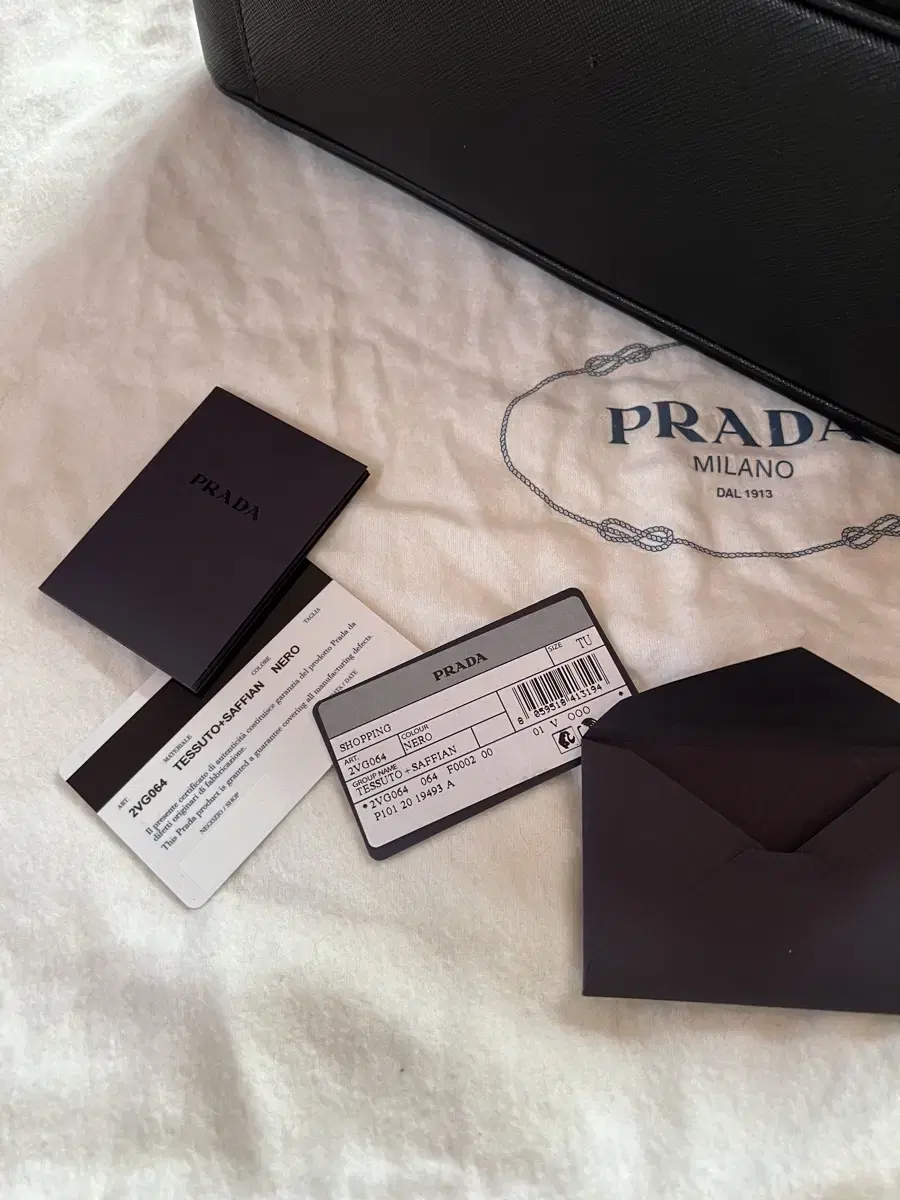 PRADA
MILANO
DAL 1913
PRADA
TAGLIA
COLORE
NERO
MATERIALE
TESSUTO+SAFFIAN
ART
2VG064
Il presente certificato di autenticità costituisce garanzia del prodotto Prada da
difetti originari di fabbricazione.
This Prada product is granted a guarantee covering all manufacturing defects.
NEGOZIO / SHOP
/ DATE
PRADA
SIZE TU
SHOPPING
ART.
2VG064
COLOUR
NERO
8 059518 413194
GROUP NAME
TESSUTO+SAFFIAN
01 V 000
*2VG064 064 F0002 00
P101 20 19493 A